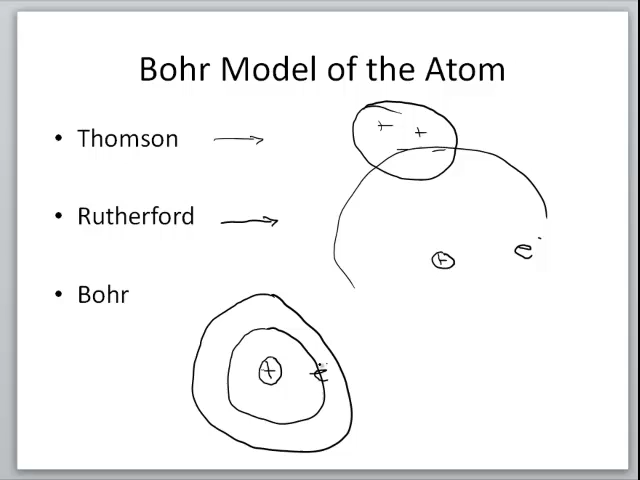 Bohr Model of the Atom
• Thomson
+ +
- -
• Rutherford
+ e-
• Bohr
+ e